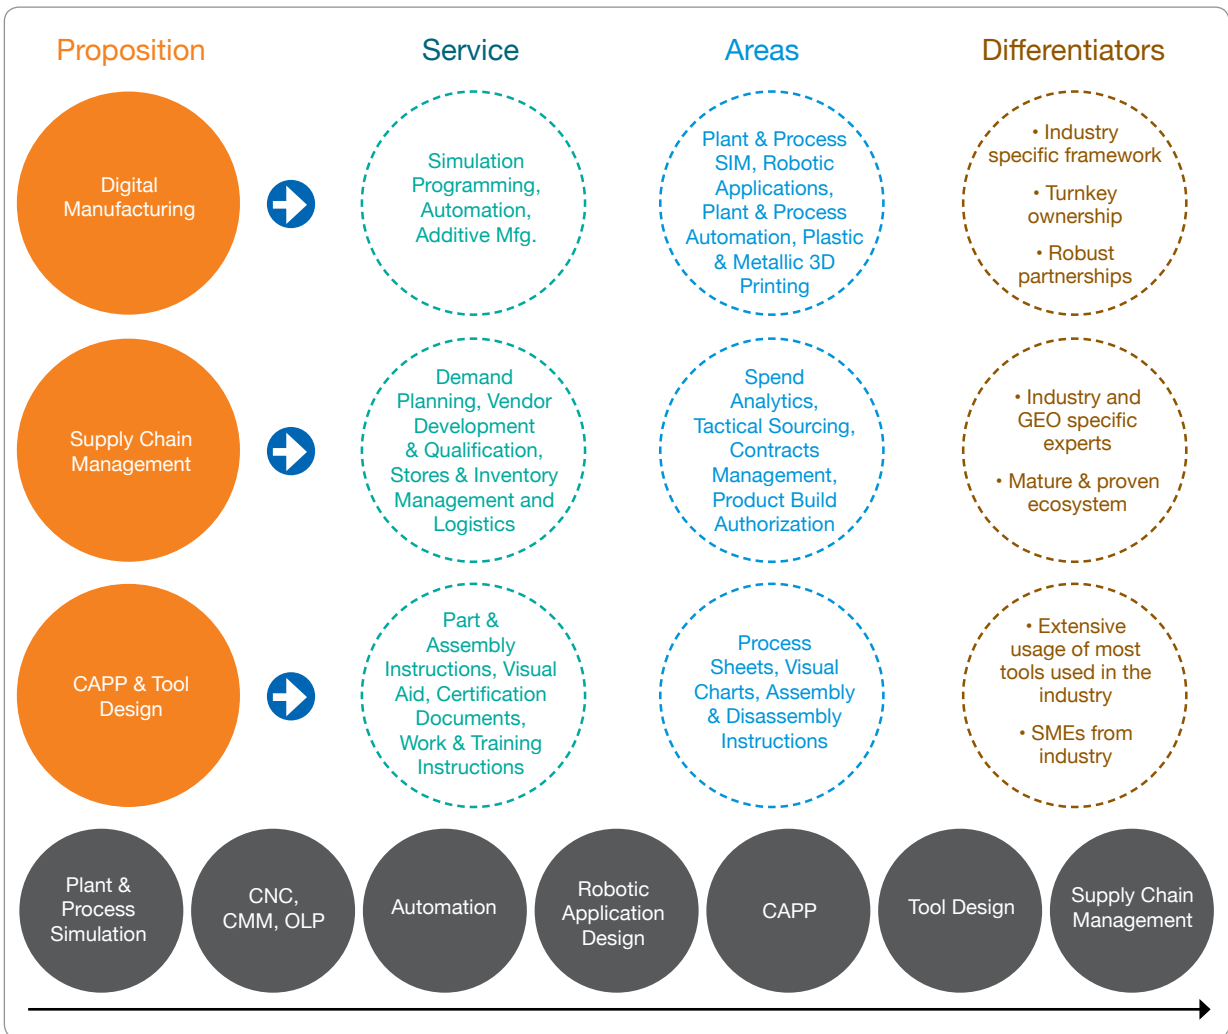 Proposition
Service
Areas
Differentiators
Digital
Manufacturing
Simulation
Programming,
Automation,
Additive Mfg.
Plant & Process
SIM, Robotic
Applications,
Plant & Process
Automation, Plastic
& Metallic 3D
Printing
• Industry
specific framework
• Turnkey
ownership
• Robust
partnerships
Supply Chain
Management
Demand
Planning, Vendor
Development
& Qualification,
Stores & Inventory
Management and
Logistics
Spend
Analytics,
Tactical Sourcing,
Contracts
Management,
Product Build
Authorization
• Industry and
GEO specific
experts
• Mature & proven
ecosystem
CAPP & Tool
Design
Part &
Assembly
Instructions, Visual
Aid, Certification
Documents,
Work & Training
Instructions
Process
Sheets, Visual
Charts, Assembly
& Disassembly
Instructions
• Extensive
usage of most
tools used in the
industry
• SMEs from
industry
Plant &
Process
Simulation
CNC,
CMM, OLP
Automation
Robotic
Application
Design
CAPP
Tool Design
Supply Chain
Management